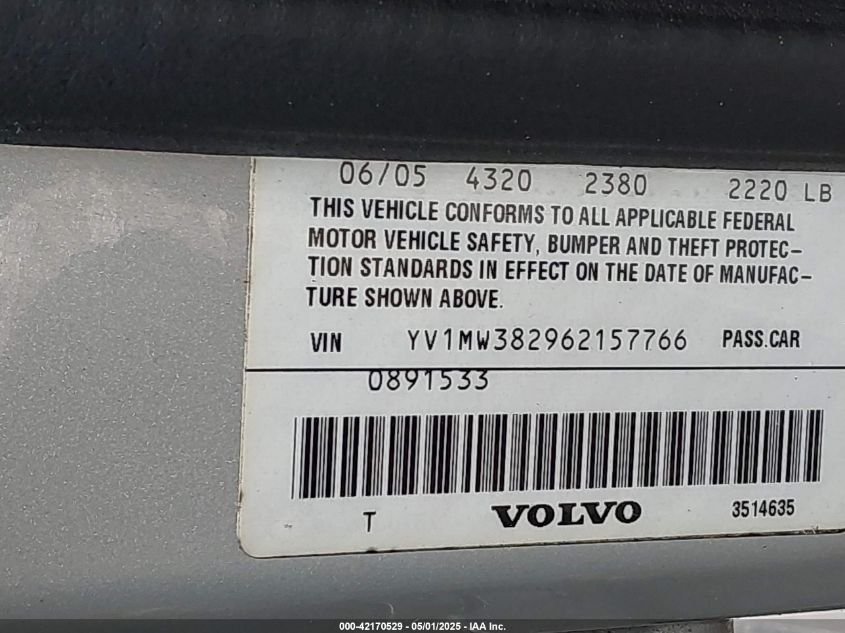 06/05 4320 2380 2220 LB
THIS VEHICLE CONFORMS TO ALL APPLICABLE FEDERAL
MOTOR VEHICLE SAFETY, BUMPER AND THEFT PROTEC-
TION STANDARDS IN EFFECT ON THE DATE OF MANUFAC-
TURE SHOWN ABOVE.
VIN YV1MW382962157766 PASS.CAR
0891533
T VOLVO 3514635
000-42170529 - 05/01/2025 - IAA Inc.